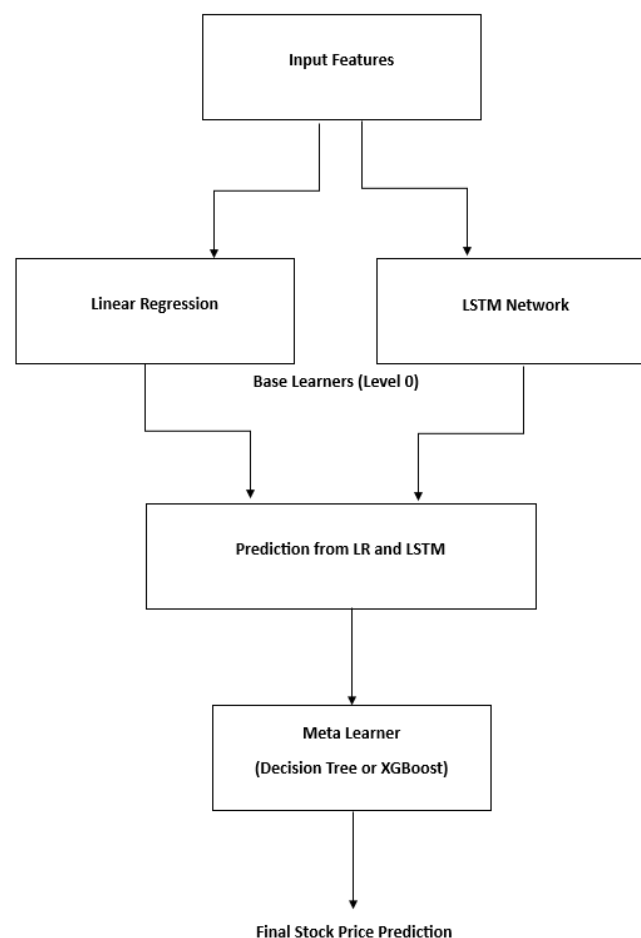 Input Features
Linear Regression
LSTM Network
Base Learners (Level 0)
Prediction from LR and LSTM
Meta Learner
(Decision Tree or XGBoost)
Final Stock Price Prediction